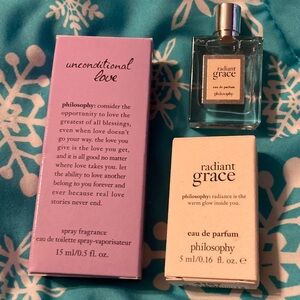 unconditional
love
philosophy: consider the
opportunity to love the
greatest of all blessings,
even when love doesn't
go your way. the love you
give is the love you get,
and it is all good no matter
where love takes you. let
the ability to love another
belong to you forever and
ever because real love
stories never end.
spray fragrance
eau de toilette spray-vaporisateur
15 ml/0.5 fl. oz.
radiant
grace
eau de parfum
philosophy
radiant
grace
philosophy: radiance is the
warm glow inside you.
eau de parfum
philosophy
5 ml/0.16 fl. oz. e